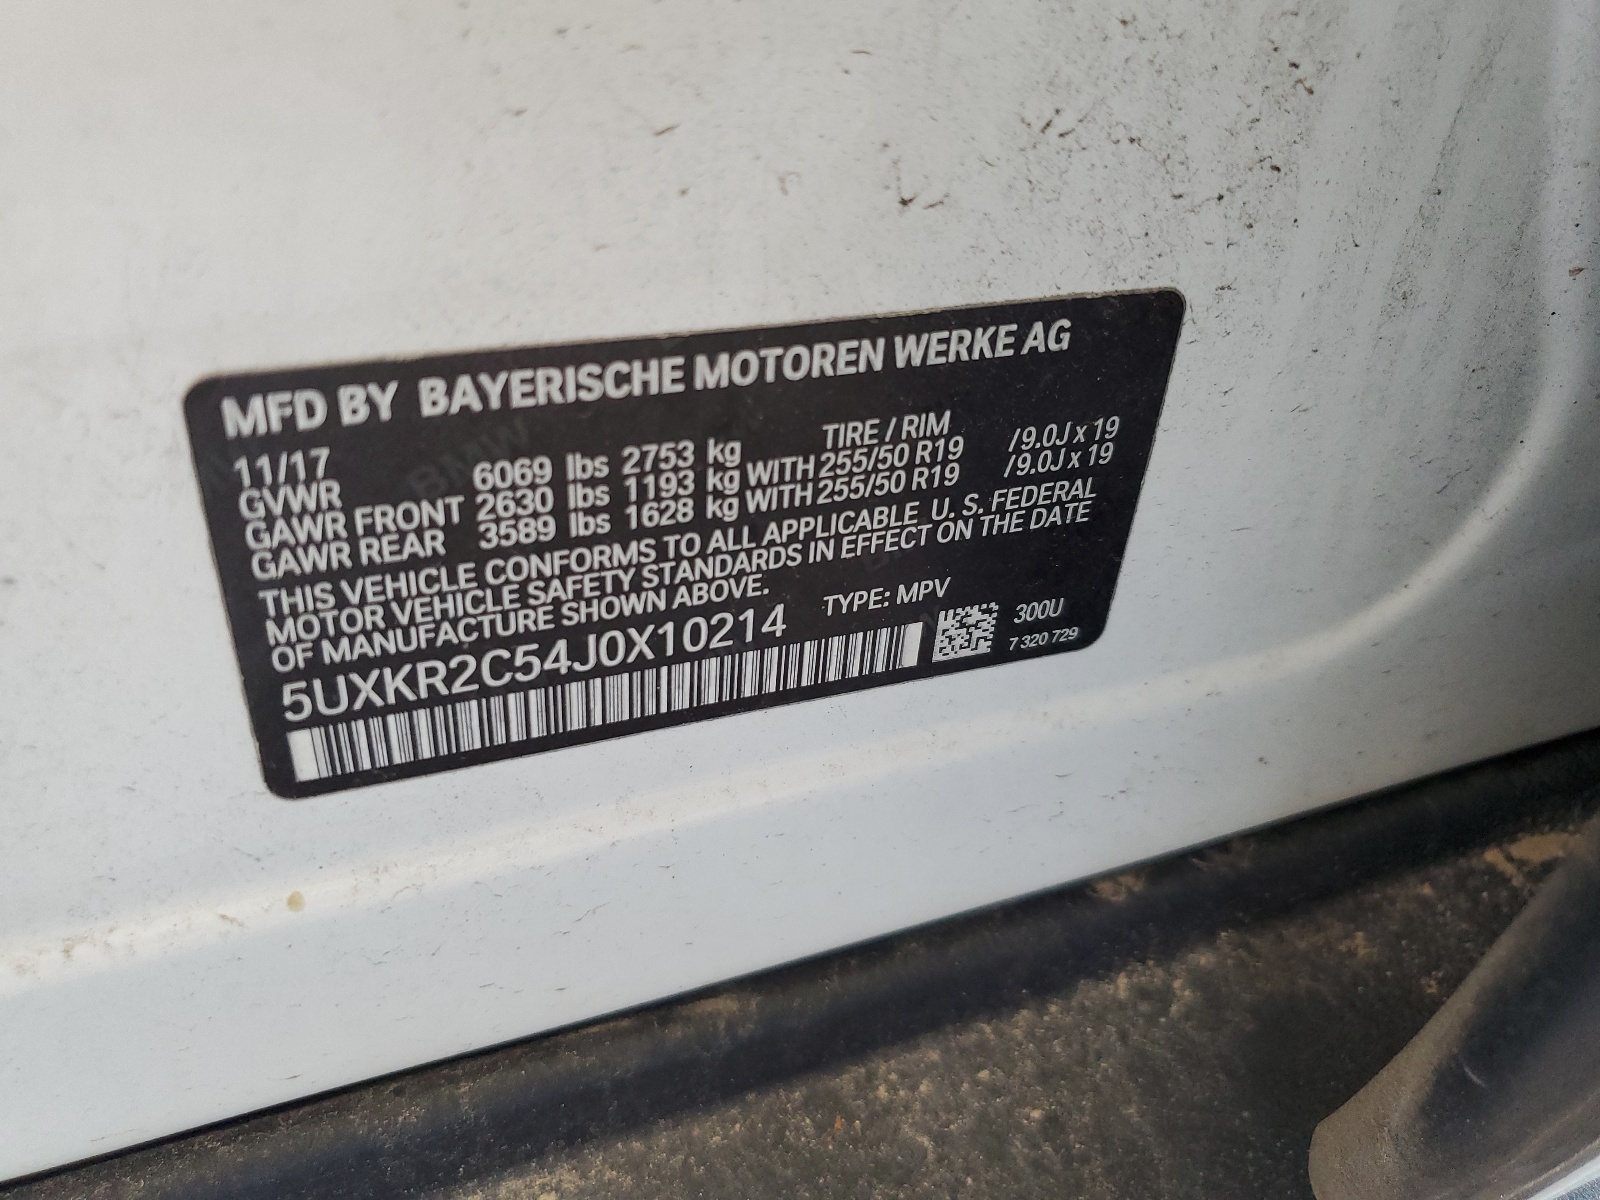 MFD BY BAYERISCHE MOTOREN WERKE AG
11/17 TIRE / RIM
GVWR 6069 lbs 2753 kg
GAWR FRONT 2630 lbs 1193 kg WITH 255/50 R19 /9.0J x 19
GAWR REAR 3589 lbs 1628 kg WITH 255/50 R19 /9.0J x 19
THIS VEHICLE CONFORMS TO ALL APPLICABLE U. S. FEDERAL
MOTOR VEHICLE SAFETY STANDARDS IN EFFECT ON THE DATE
OF MANUFACTURE SHOWN ABOVE.
5UXKR2C54J0X10214 TYPE: MPV
300U
7 320 729